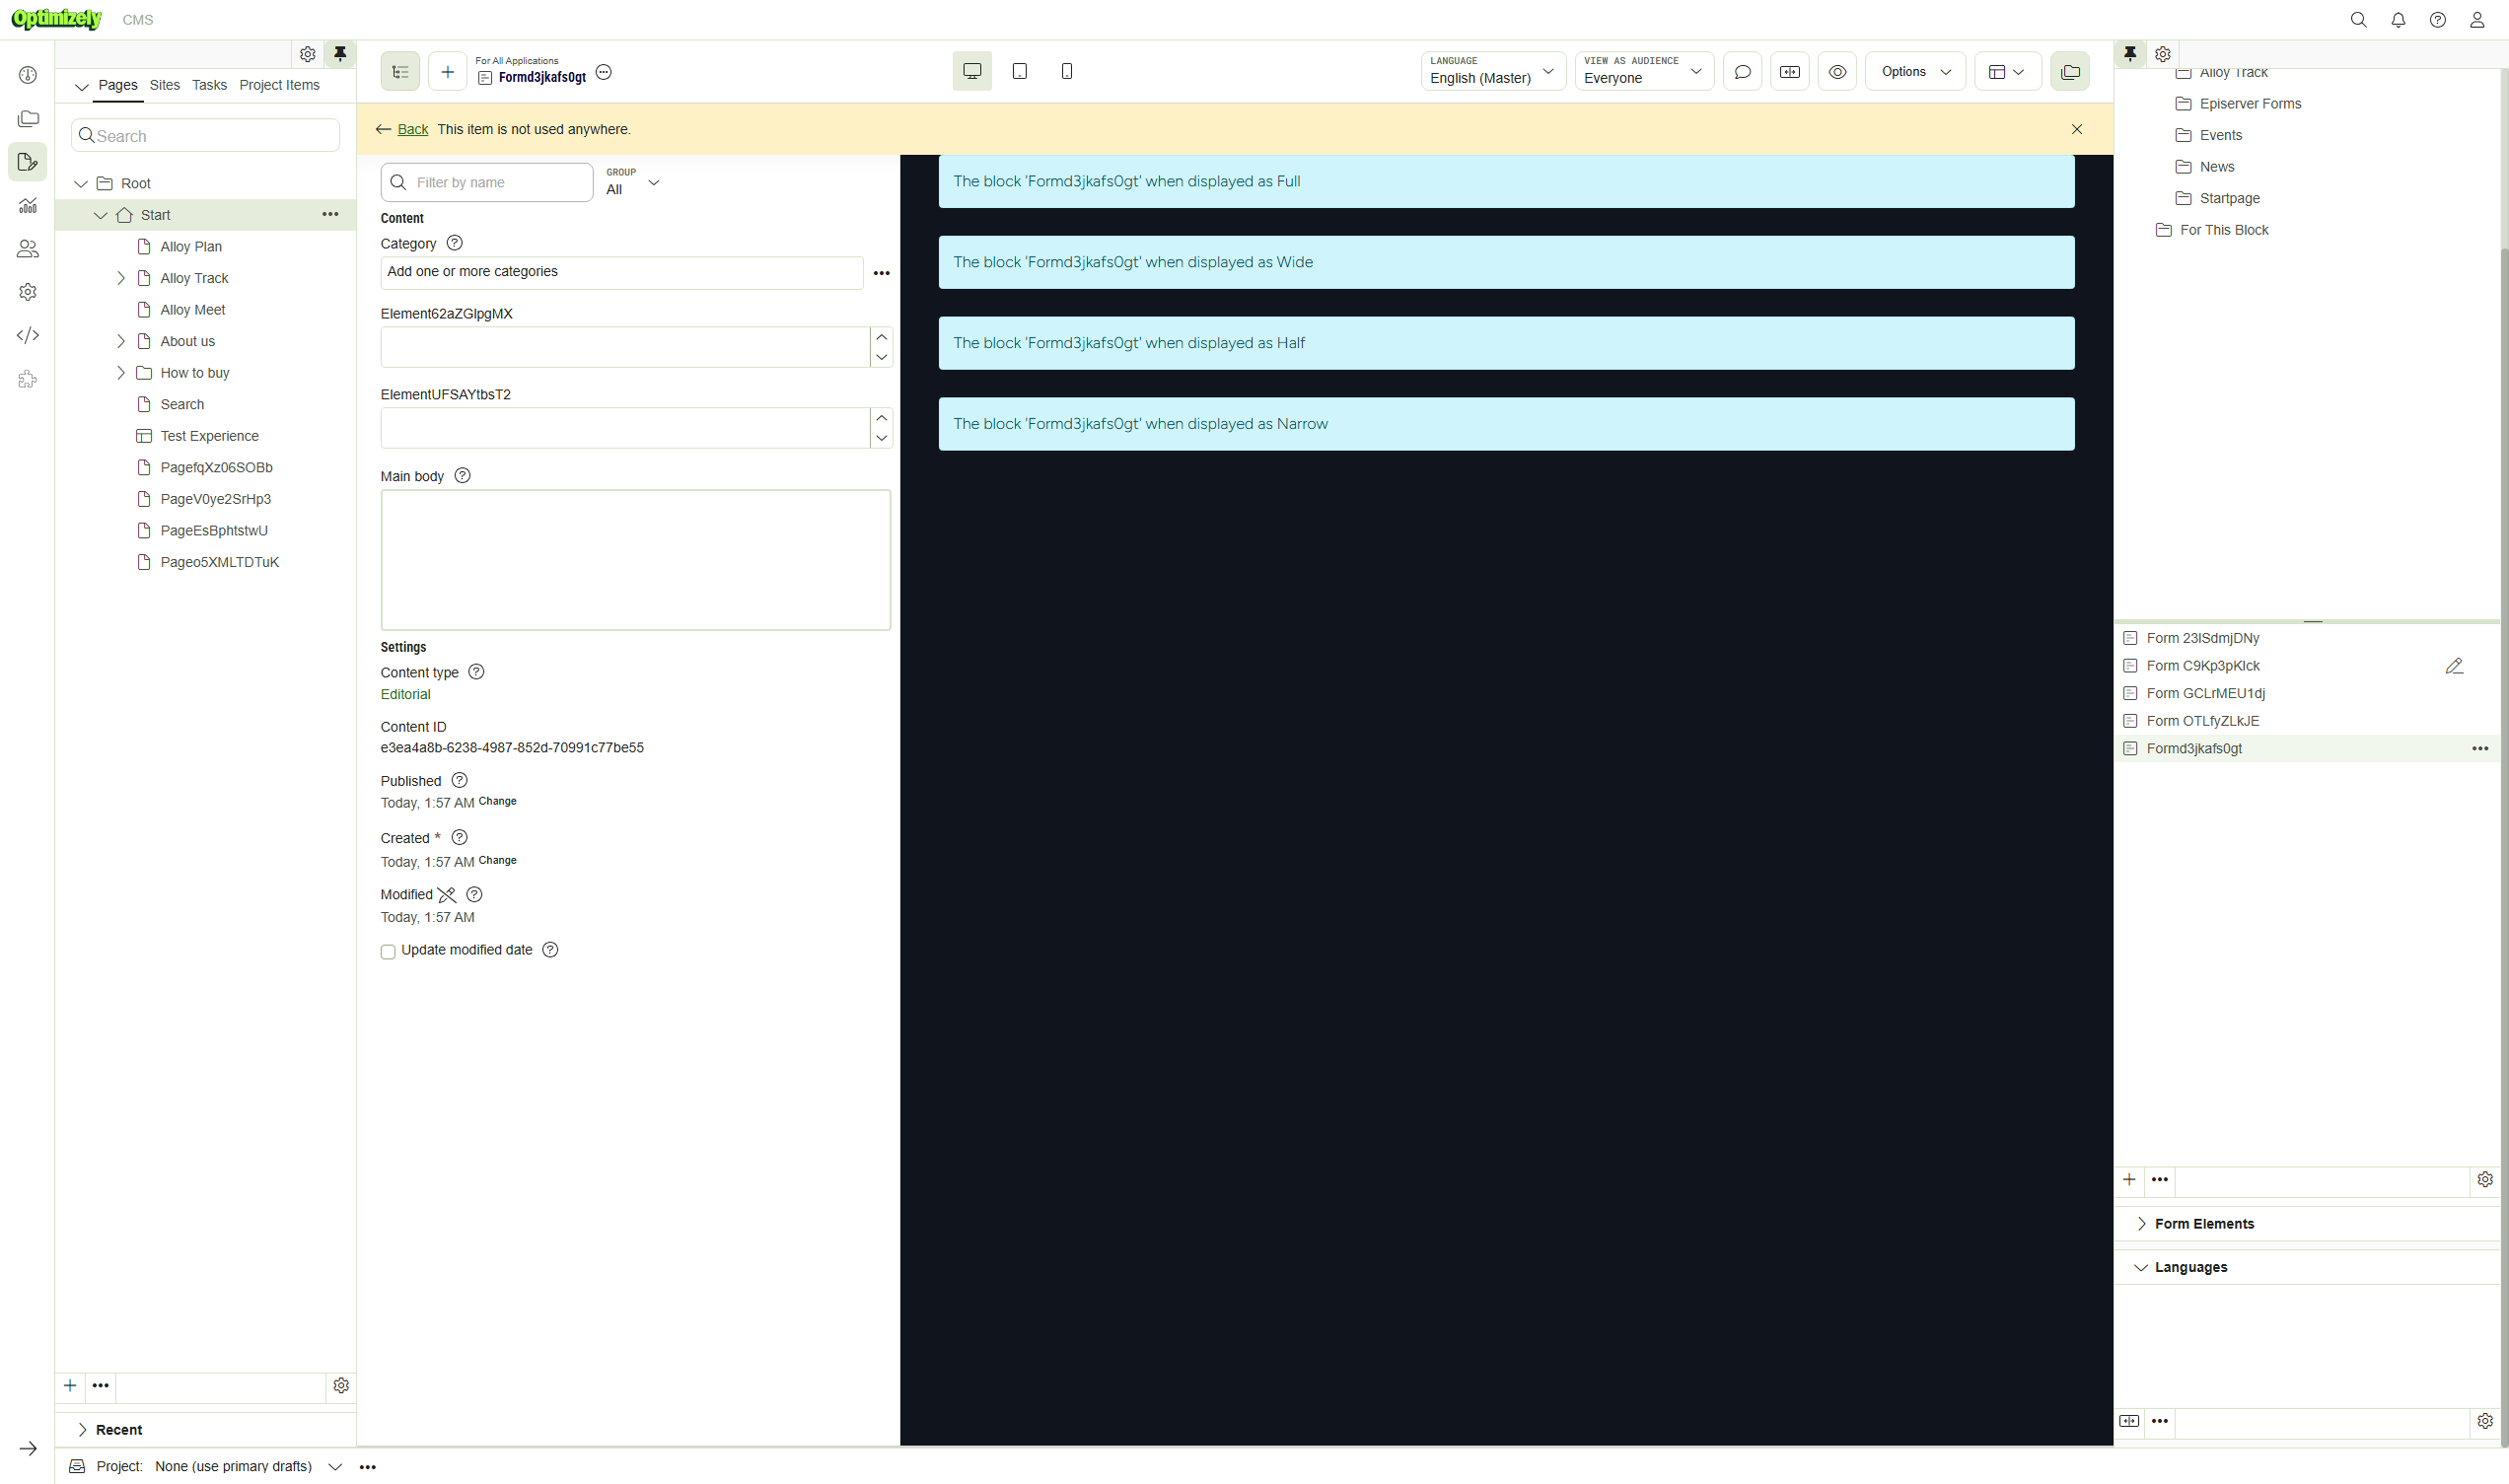 Optimizely CMS
Pages Sites Tasks Project Items
Search
Root
Start
Alloy Plan
Alloy Track
Alloy Meet
About us
How to buy
Search
Test Experience
PagefqXz06SOBb
PageV0ye2SrHp3
PageEsBphtstwU
Pageo5XMLTDTuK
Recent
Project: None (use primary drafts)
For All Applications
Formd3jkafs0gt
LANGUAGE
English (Master)
VIEW AS AUDIENCE
Everyone
Options
Back This item is not used anywhere.
Filter by name
GROUP
All
Content
Category
Add one or more categories
Element62aZGlpgMX
ElementUFSAYtbsT2
Main body
Settings
Content type
Editorial
Content ID
e3ea4a8b-6238-4987-852d-70991c77be55
Published
Today, 1:57 AM Change
Created *
Today, 1:57 AM Change
Modified
Today, 1:57 AM
Update modified date
The block 'Formd3jkafs0gt' when displayed as Full
The block 'Formd3jkafs0gt' when displayed as Wide
The block 'Formd3jkafs0gt' when displayed as Half
The block 'Formd3jkafs0gt' when displayed as Narrow
Alloy Track
Episerver Forms
Events
News
Startpage
For This Block
Form 23ISdmjDNy
Form C9Kp3pKIck
Form GCLrMEU1dj
Form OTLfyZLkJE
Formd3jkafs0gt
Form Elements
Languages